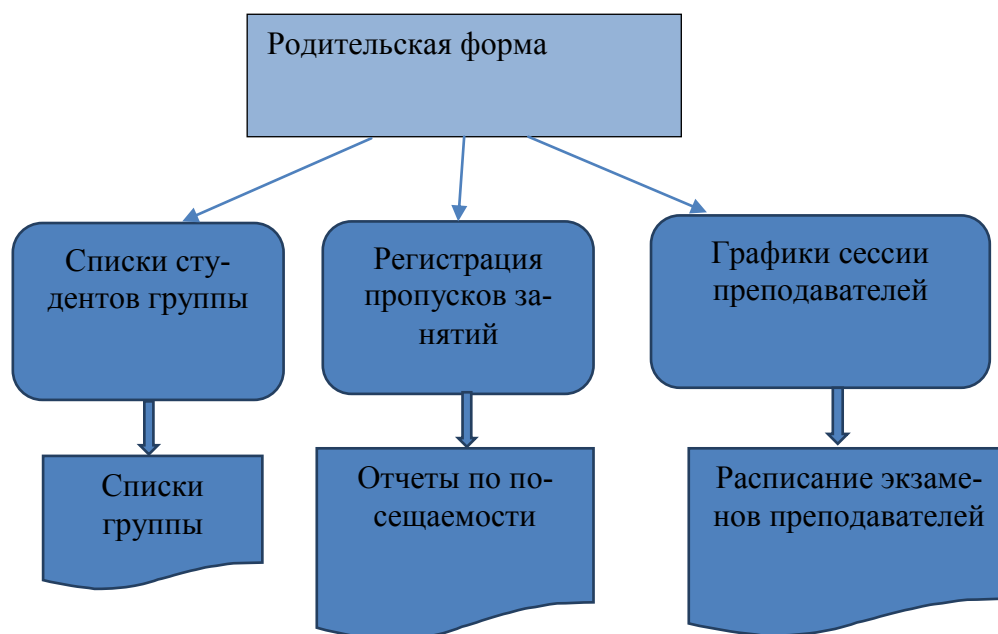 Родительская форма
Списки сту-
дентов группы
Регистрация
пропусков за-
нятий
Графики сессии
преподавателей
Списки
группы
Отчеты по по-
сещаемости
Расписание экзаме-
нов преподавателей